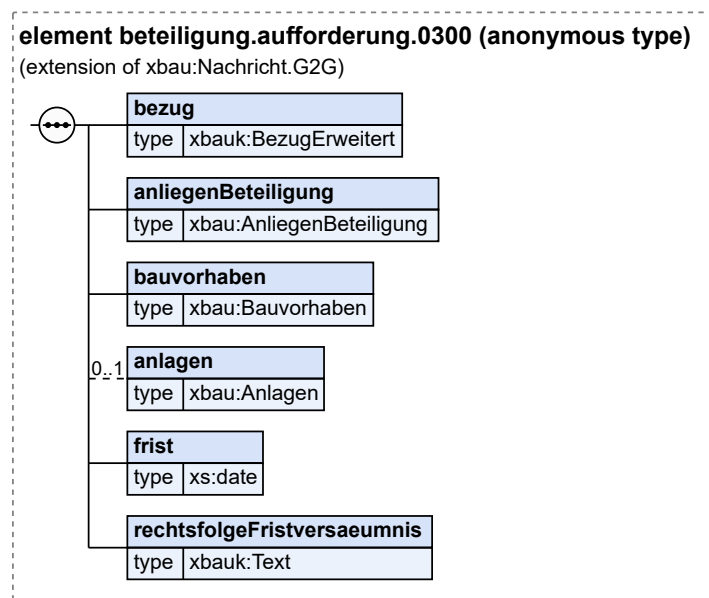 element beteiligung.aufforderung.0300 (anonymous type)
(extension of xbau:Nachricht.G2G)
bezug
type xbauk:BezugErweitert
anliegenBeteiligung
type xbau:AnliegenBeteiligung
bauvorhaben
type xbau:Bauvorhaben
0..1 anlagen
type xbau:Anlagen
frist
type xs:date
rechtsfolgeFristversaeumnis
type xbauk:Text